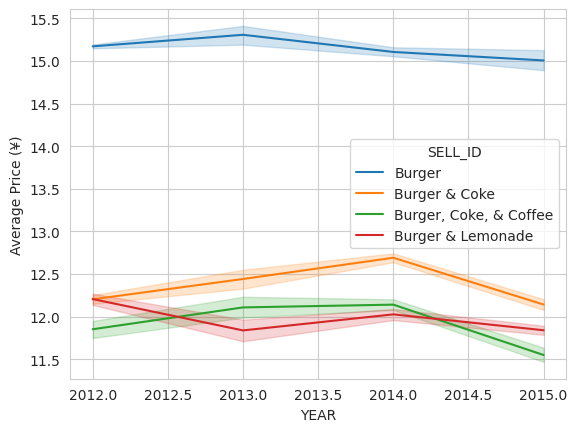 15.5
15.0
14.5
14.0
13.5
13.0
12.5
12.0
11.5
Average Price (¥)
SELL_ID
Burger
Burger & Coke
Burger, Coke, & Coffee
Burger & Lemonade
2012.0 2012.5 2013.0 2013.5 2014.0 2014.5 2015.0
YEAR